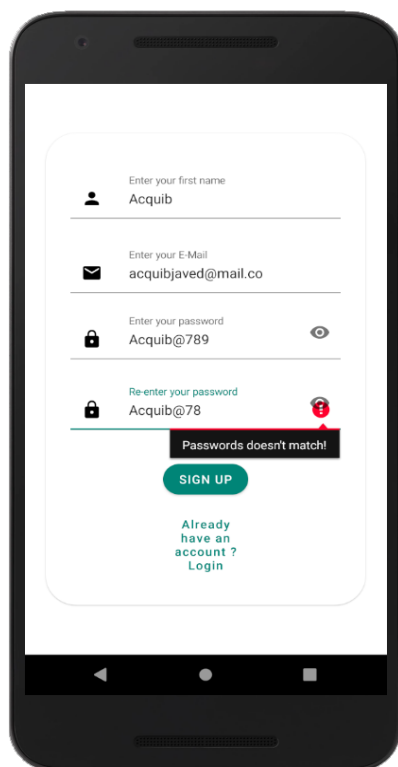 Enter your first name
Acquib
Enter your E-Mail
acquibjaved@mail.co
Enter your password
Acquib@789
Re-enter your password
Acquib@78
Passwords doesn't match!
SIGN UP
Already
have an
account ?
Login